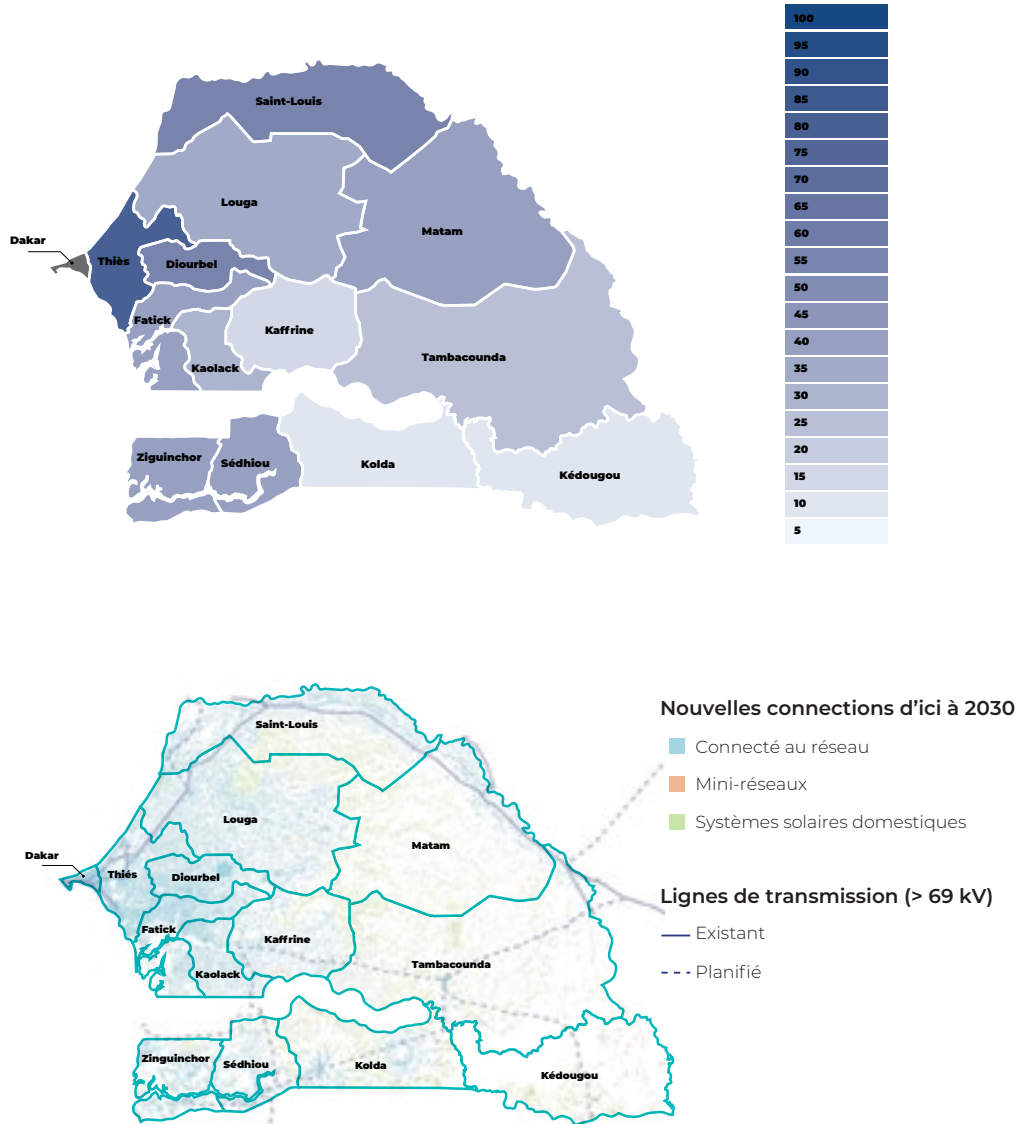 100
95
90
85
80
75
70
65
60
55
50
45
40
35
30
25
20
15
10
5
Saint-Louis
Louga
Matam
Dakar
Thiès
Diourbel
Fatick
Kaffrine
Kaolack
Tambacounda
Ziguinchor
Sédhiou
Kolda
Kédougou
Nouvelles connections d'ici à 2030
Connecté au réseau
Mini-réseaux
Systèmes solaires domestiques
Lignes de transmission (> 69 kV)
Existant
Planifié
Saint-Louis
Louga
Matam
Dakar
Thiés
Diourbel
Fatick
Kaffrine
Kaolack
Tambacounda
Zinguinchor
Sédhiou
Kolda
Kédougou